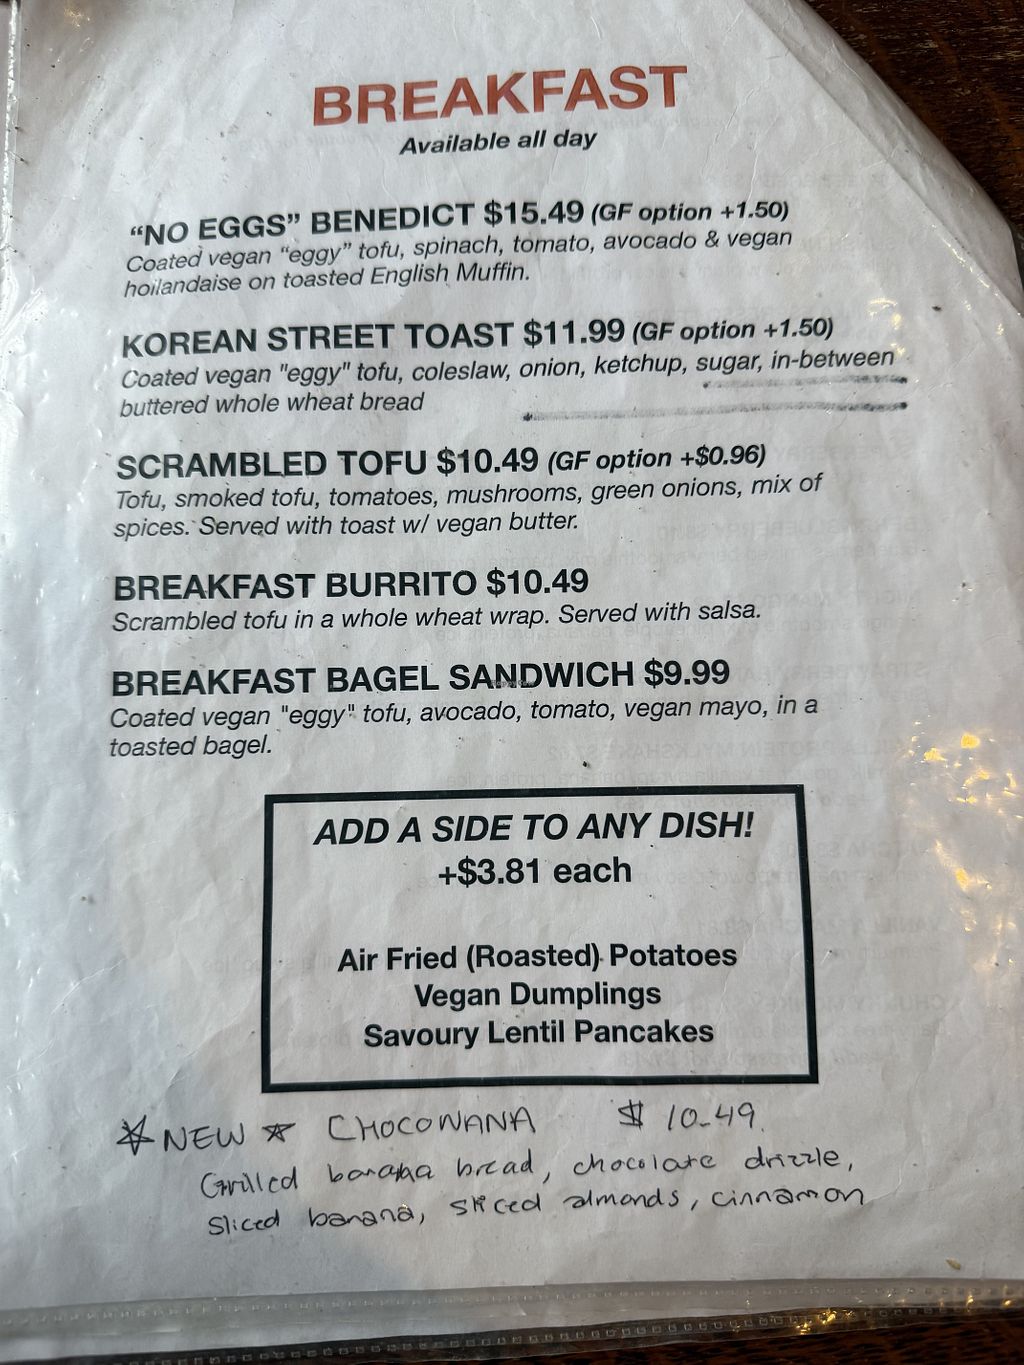 BREAKFAST
Available all day
“NO EGGS” BENEDICT $15.49 (GF option +1.50)
Coated vegan “eggy” tofu, spinach, tomato, avocado & vegan
hollandaise on toasted English Muffin.
KOREAN STREET TOAST $11.99 (GF option +1.50)
Coated vegan "eggy" tofu, coleslaw, onion, ketchup, sugar, in-between
buttered whole wheat bread
SCRAMBLED TOFU $10.49 (GF option +$0.96)
Tofu, smoked tofu, tomatoes, mushrooms, green onions, mix of
spices. Served with toast w/ vegan butter.
BREAKFAST BURRITO $10.49
Scrambled tofu in a whole wheat wrap. Served with salsa.
BREAKFAST BAGEL SANDWICH $9.99
Coated vegan "eggy" tofu, avocado, tomato, vegan mayo, in a
toasted bagel.
ADD A SIDE TO ANY DISH!
+$3.81 each
Air Fried (Roasted) Potatoes
Vegan Dumplings
Savoury Lentil Pancakes
NEW CHOCOWANA $10.49
Grilled banana bread, chocolate drizzle,
sliced banana, sliced almonds, cinnamon